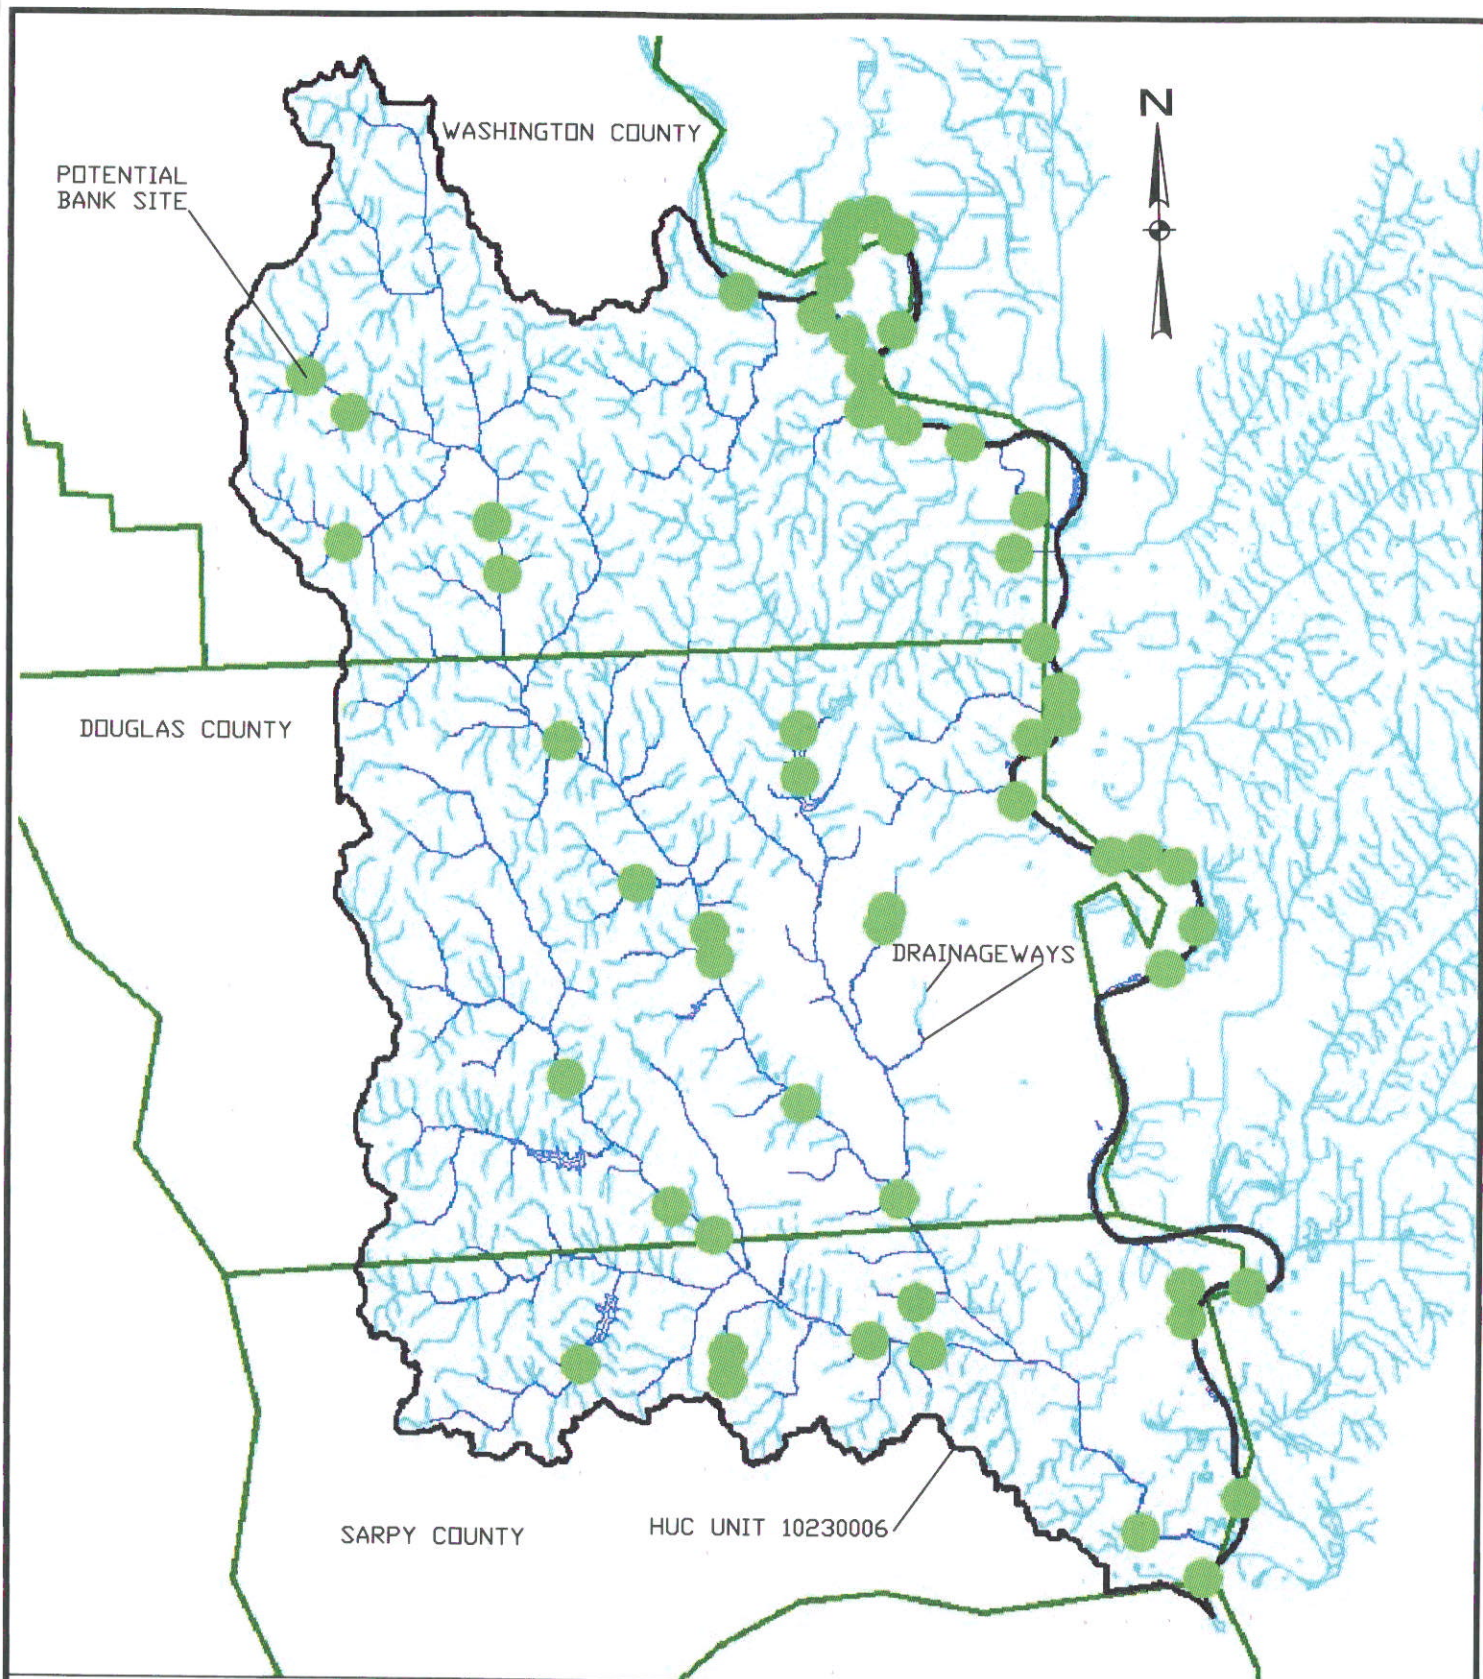 N
WASHINGTON COUNTY
POTENTIAL
BANK SITE
DOUGLAS COUNTY
DRAINAGEWAYS
SARPY COUNTY
HUC UNIT 10230006